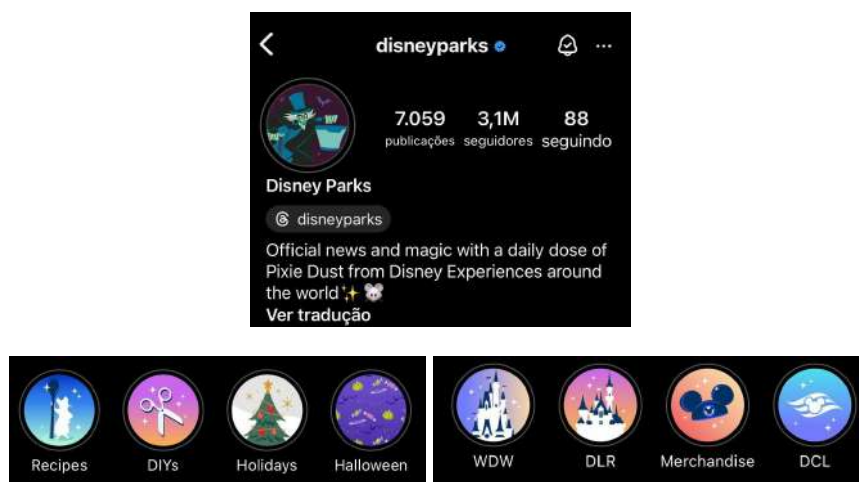 disneyparks
7.059 3,1M 88
publicações seguidores seguindo
Disney Parks
disneyparks
Official news and magic with a daily dose of
Pixie Dust from Disney Experiences around
the world✨🐭
Ver tradução
Recipes DIYs Holidays Halloween
WDW DLR Merchandise DCL